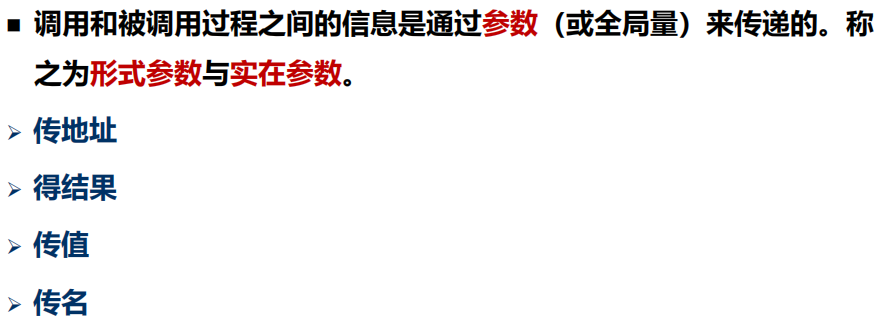 ▪ 调用和被调用过程之间的信息是通过参数（或全局量）来传递的。称
之为形式参数与实在参数。
➢ 传地址
➢ 得结果
➢ 传值
➢ 传名